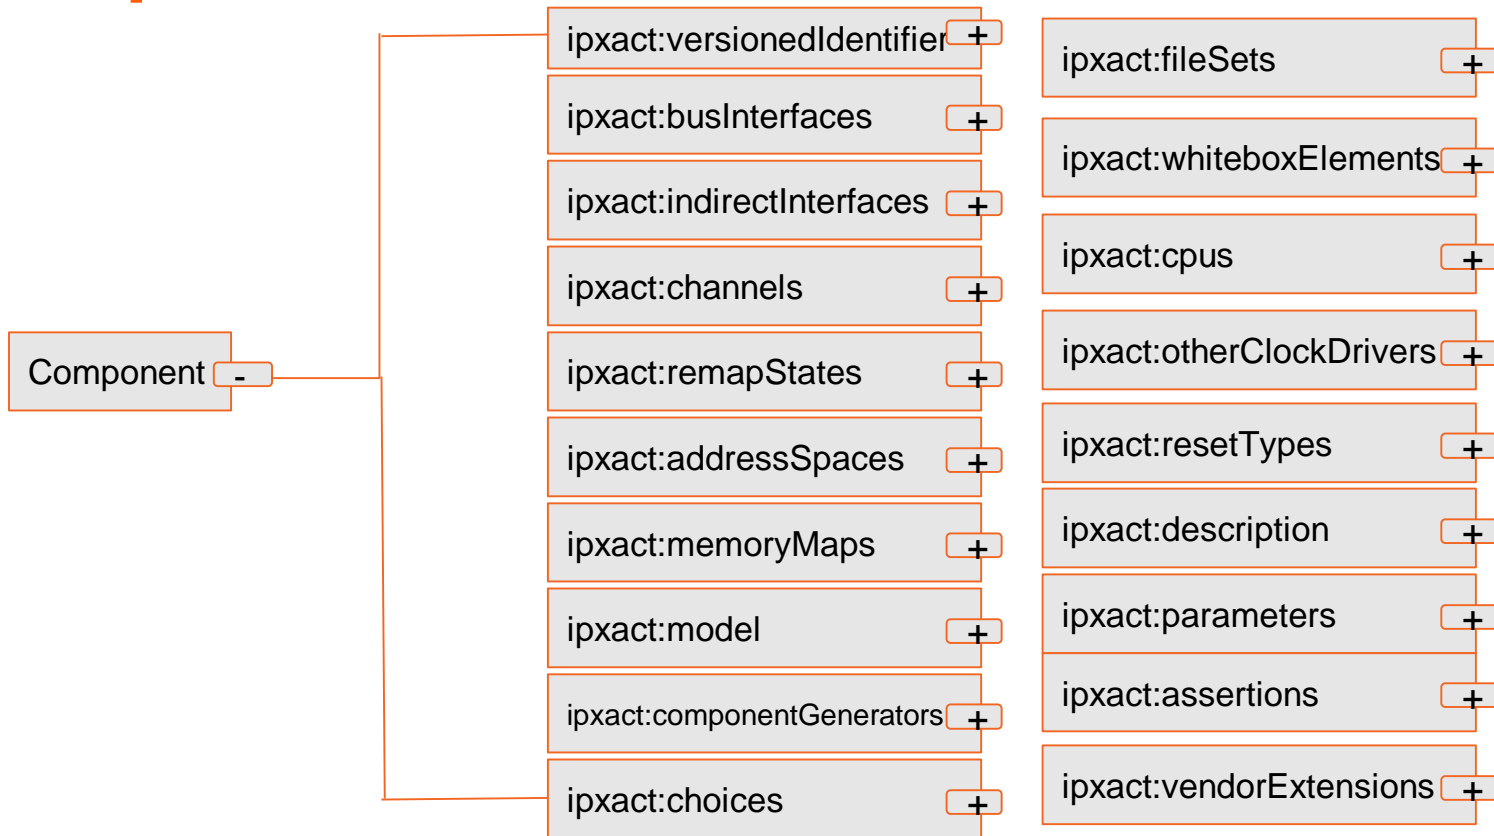 Component -
ipxact:versionedIdentifier +
ipxact:busInterfaces +
ipxact:indirectInterfaces +
ipxact:channels +
ipxact:remapStates +
ipxact:addressSpaces +
ipxact:memoryMaps +
ipxact:model +
ipxact:componentGenerators +
ipxact:choices +
ipxact:fileSets +
ipxact:whiteboxElements +
ipxact:cpus +
ipxact:otherClockDrivers +
ipxact:resetTypes +
ipxact:description +
ipxact:parameters +
ipxact:assertions +
ipxact:vendorExtensions +